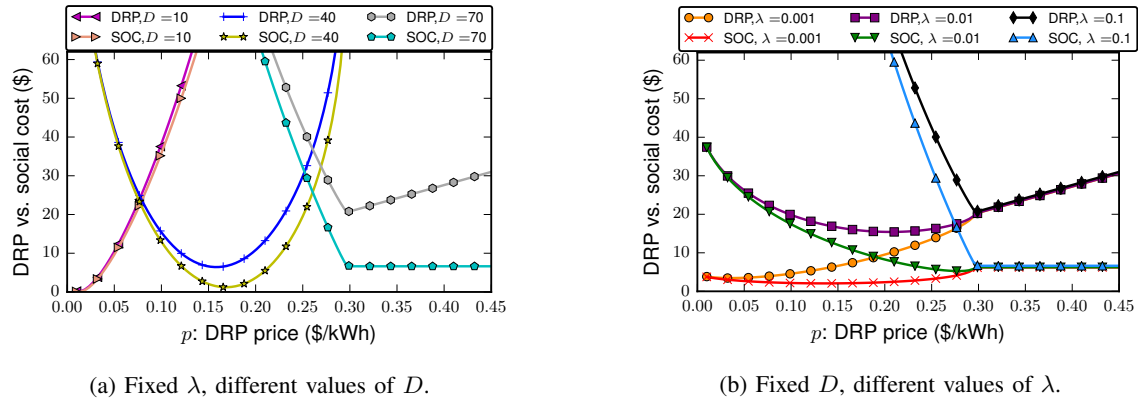 DRP,D =10 DRP,D =40 DRP,D =70
SOC,D =10 SOC,D =40 SOC,D =70
60
50
40
30
20
10
0
DRP vs. social cost ($)
0.00 0.05 0.10 0.15 0.20 0.25 0.30 0.35 0.40 0.45
p: DRP price ($/kWh)
(a) Fixed λ, different values of D.
DRP,λ =0.001 DRP,λ =0.01 DRP,λ =0.1
SOC, λ =0.001 SOC, λ =0.01 SOC, λ =0.1
60
50
40
30
20
10
0
DRP vs. social cost ($)
0.00 0.05 0.10 0.15 0.20 0.25 0.30 0.35 0.40 0.45
p: DRP price ($/kWh)
(b) Fixed D, different values of λ.